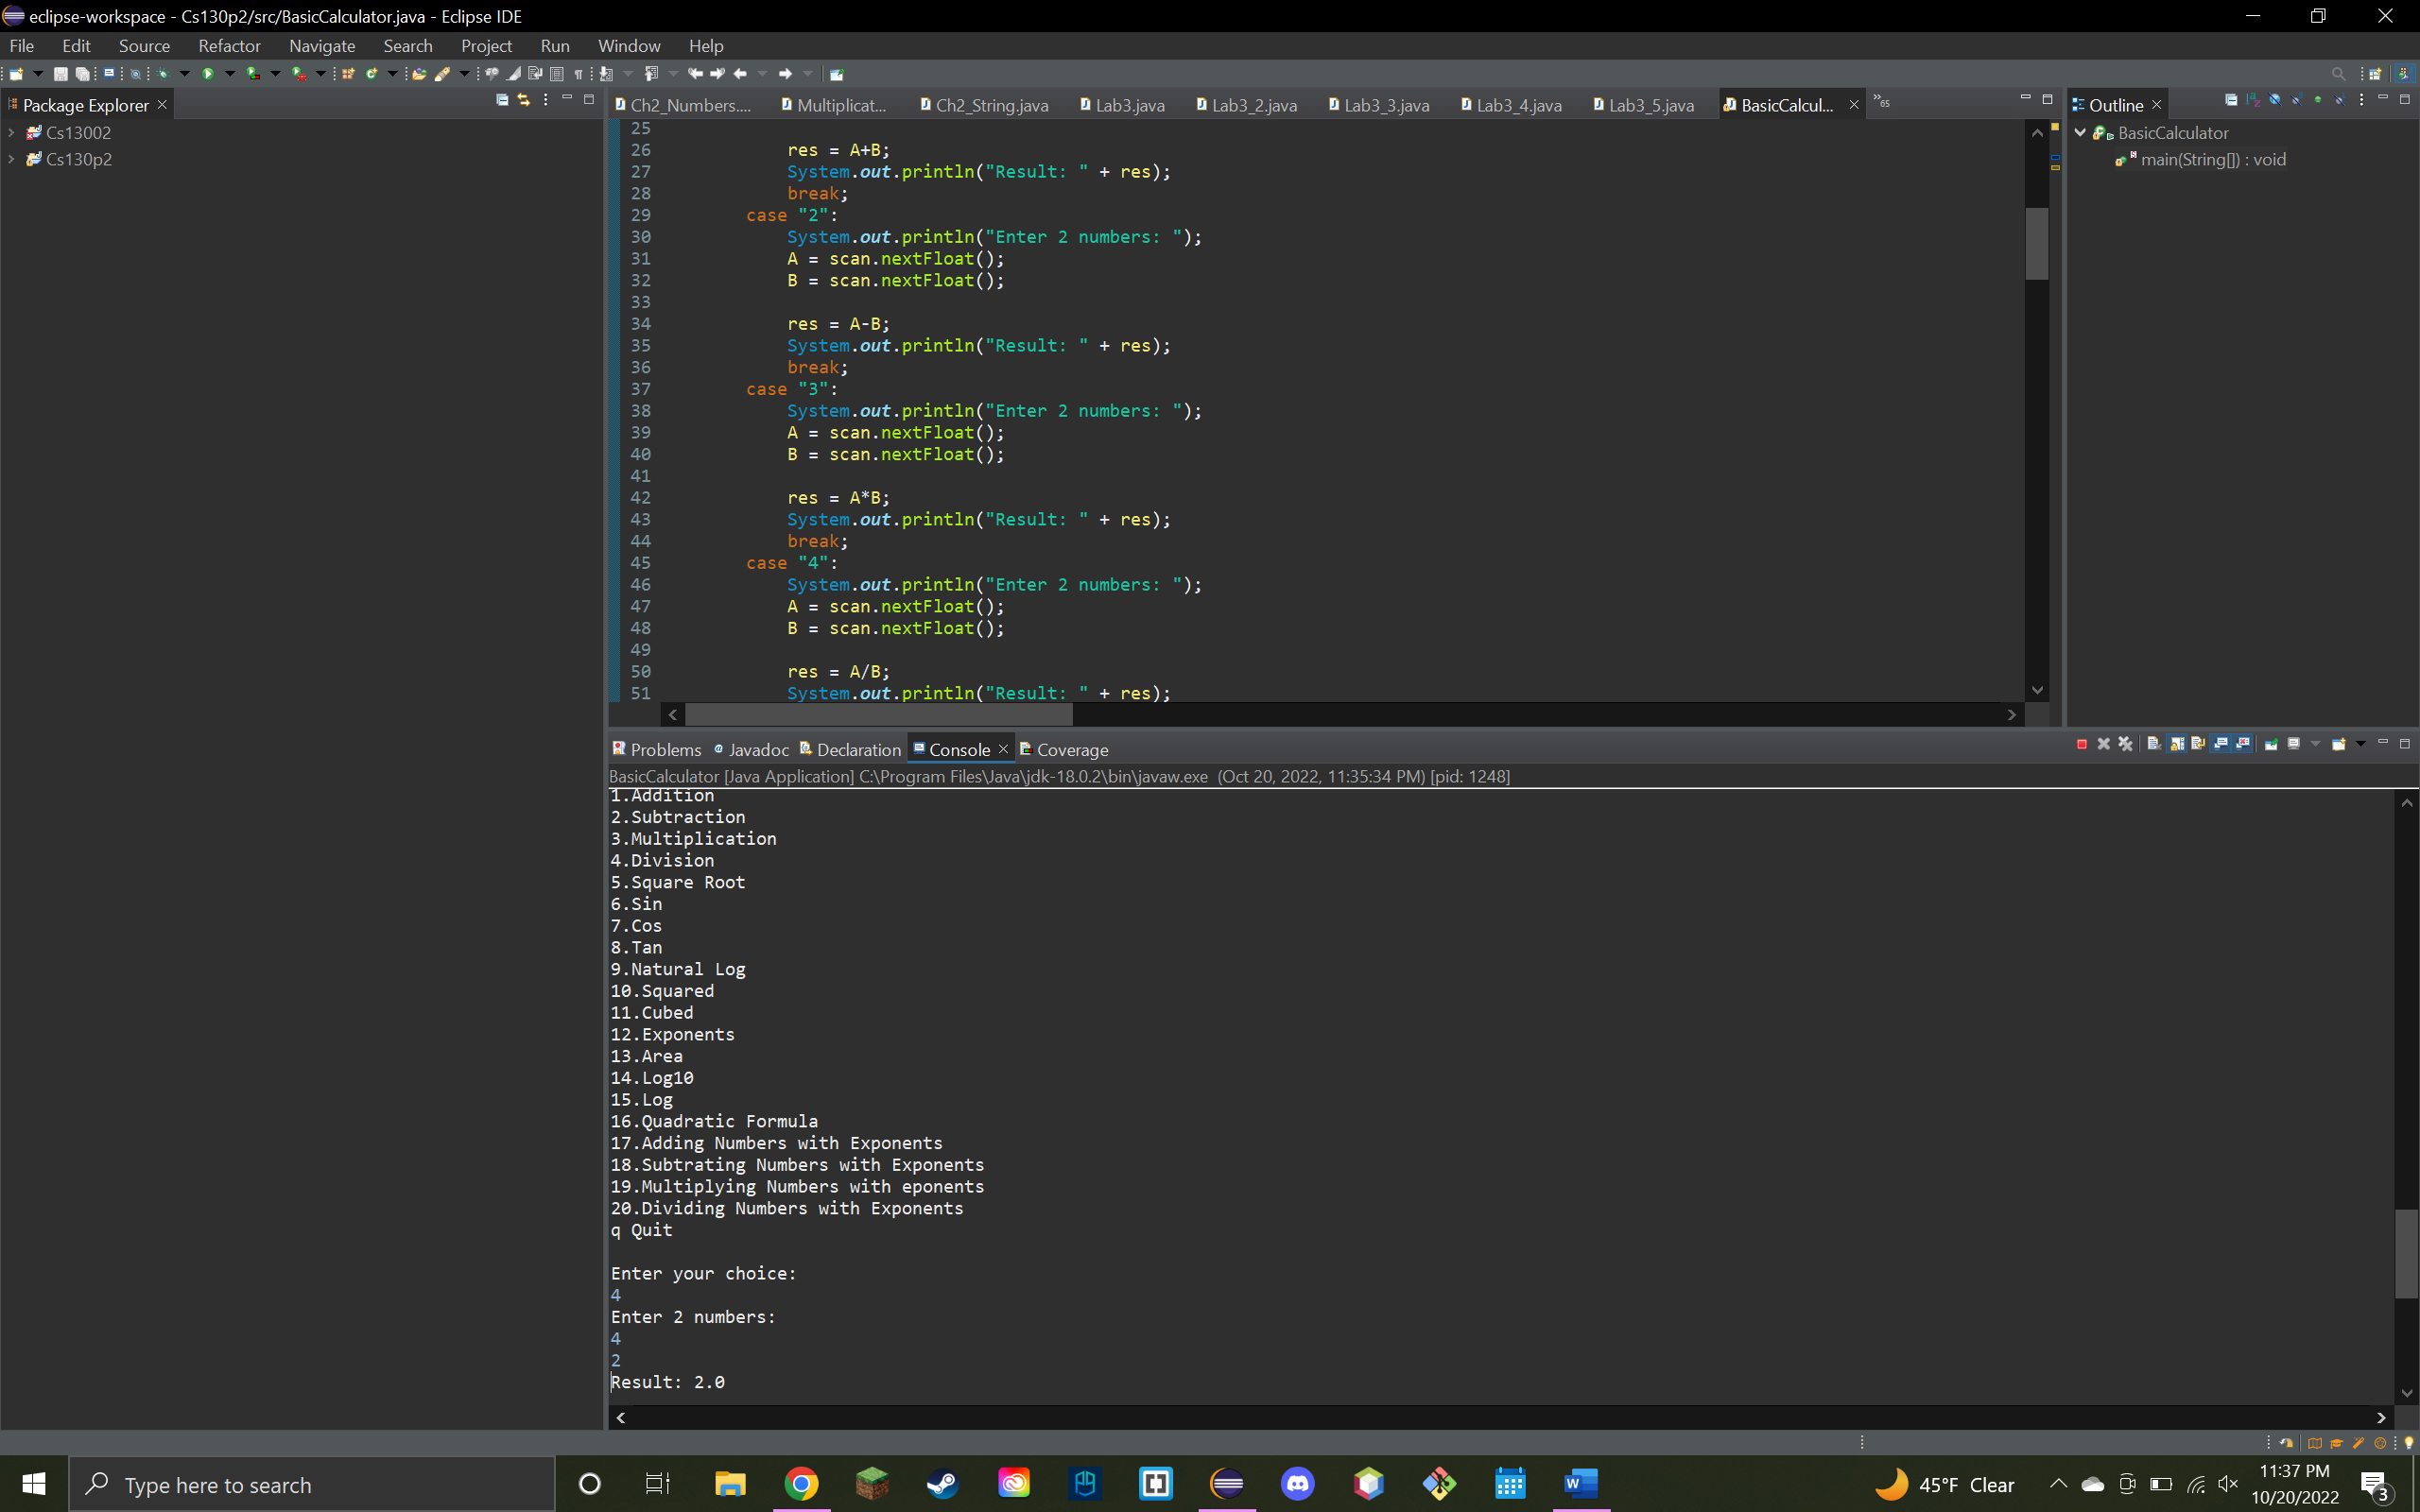 eclipse-workspace - Cs130p2/src/BasicCalculator.java - Eclipse IDE
File Edit Source Refactor Navigate Search Project Run Window Help
Package Explorer
Cs13002
Cs130p2
Ch2_Numbers.... Multiplicat... Ch2_String.java Lab3.java Lab3_2.java Lab3_3.java Lab3_4.java Lab3_5.java BasicCalcul... »65
25
26 res = A+B;
27 System.out.println("Result: " + res);
28 break;
29 case "2":
30 System.out.println("Enter 2 numbers: ");
31 A = scan.nextFloat();
32 B = scan.nextFloat();
33
34 res = A-B;
35 System.out.println("Result: " + res);
36 break;
37 case "3":
38 System.out.println("Enter 2 numbers: ");
39 A = scan.nextFloat();
40 B = scan.nextFloat();
41
42 res = A*B;
43 System.out.println("Result: " + res);
44 break;
45 case "4":
46 System.out.println("Enter 2 numbers: ");
47 A = scan.nextFloat();
48 B = scan.nextFloat();
49
50 res = A/B;
51 System.out.println("Result: " + res);
Outline
BasicCalculator
main(String[]) : void
Problems Javadoc Declaration Console Coverage
BasicCalculator [Java Application] C:\Program Files\Java\jdk-18.0.2\bin\javaw.exe (Oct 20, 2022, 11:35:34 PM) [pid: 1248]
1.Addition
2.Subtraction
3.Multiplication
4.Division
5.Square Root
6.Sin
7.Cos
8.Tan
9.Natural Log
10.Squared
11.Cubed
12.Exponents
13.Area
14.Log10
15.Log
16.Quadratic Formula
17.Adding Numbers with Exponents
18.Subtrating Numbers with Exponents
19.Multiplying Numbers with eponents
20.Dividing Numbers with Exponents
q Quit
Enter your choice:
4
Enter 2 numbers:
4
2
Result: 2.0
Type here to search
45°F Clear
11:37 PM
10/20/2022
3